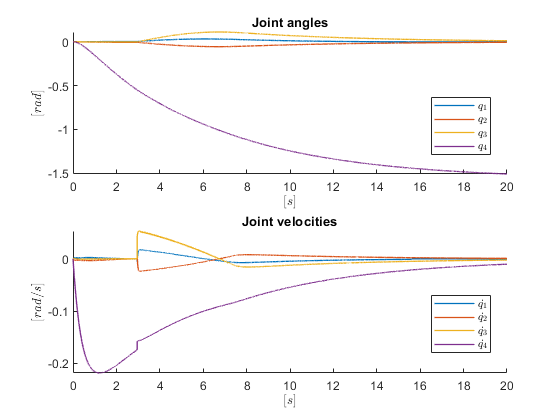 Joint angles
0
-0.5
-1
-1.5
[rad]
q1
q2
q3
q4
0 2 4 6 8 10 12 14 16 18 20
[s]
Joint velocities
0
-0.1
-0.2
[rad/s]
q̇1
q̇2
q̇3
q̇4
0 2 4 6 8 10 12 14 16 18 20
[s]